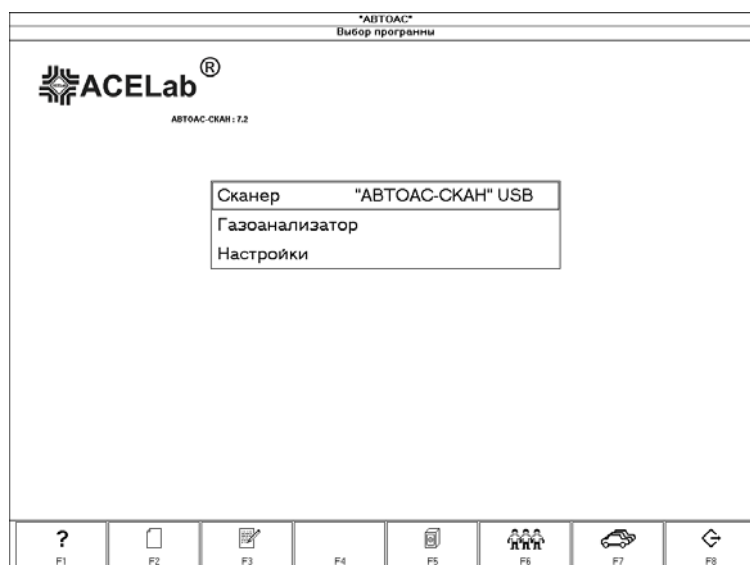 "АВТОАС"
Выбор программы
ACELab®
АВТОАС-СКАН : 7.2
Сканер "АВТОАС-СКАН" USB
Газоанализатор
Настройки
?
F1 F2 F3 F4 F5 F6 F7 F8